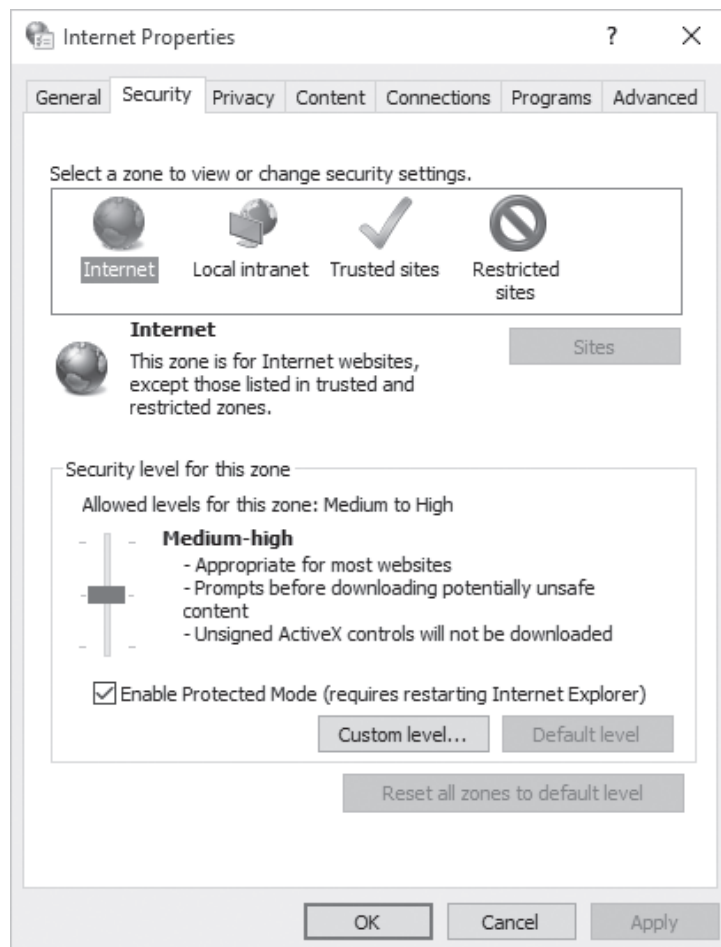 Internet Properties
?
General Security Privacy Content Connections Programs Advanced
Select a zone to view or change security settings.
Internet Local intranet Trusted sites Restricted
sites
Internet
Sites
This zone is for Internet websites,
except those listed in trusted and
restricted zones.
Security level for this zone
Allowed levels for this zone: Medium to High
Medium-high
- Appropriate for most websites
- Prompts before downloading potentially unsafe
content
- Unsigned ActiveX controls will not be downloaded
Enable Protected Mode (requires restarting Internet Explorer)
Custom level... Default level
Reset all zones to default level
OK Cancel Apply